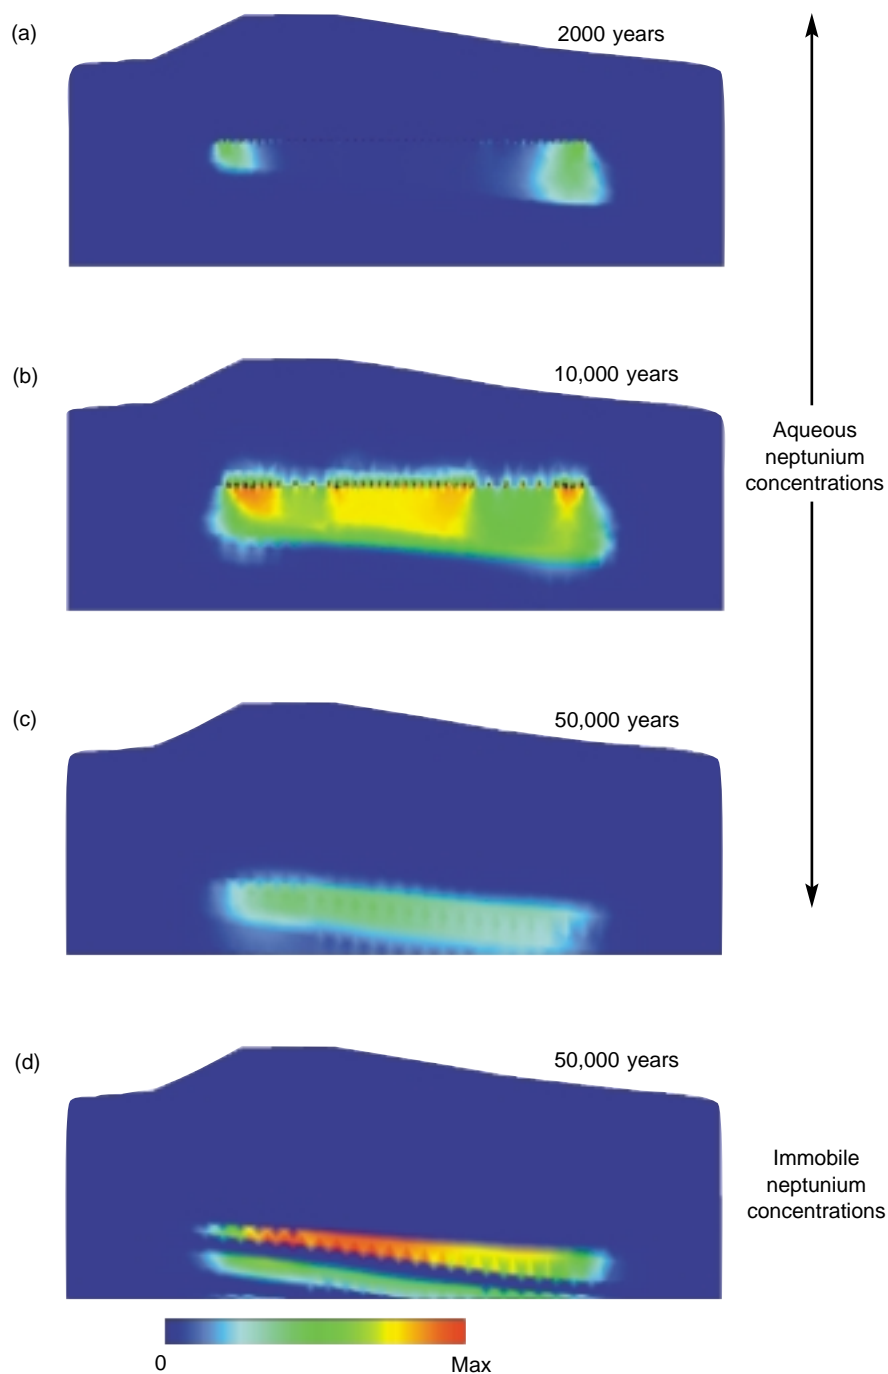 (a)
2000 years
(b)
10,000 years
Aqueous
neptunium
concentrations
(c)
50,000 years
(d)
50,000 years
Immobile
neptunium
concentrations
0
Max